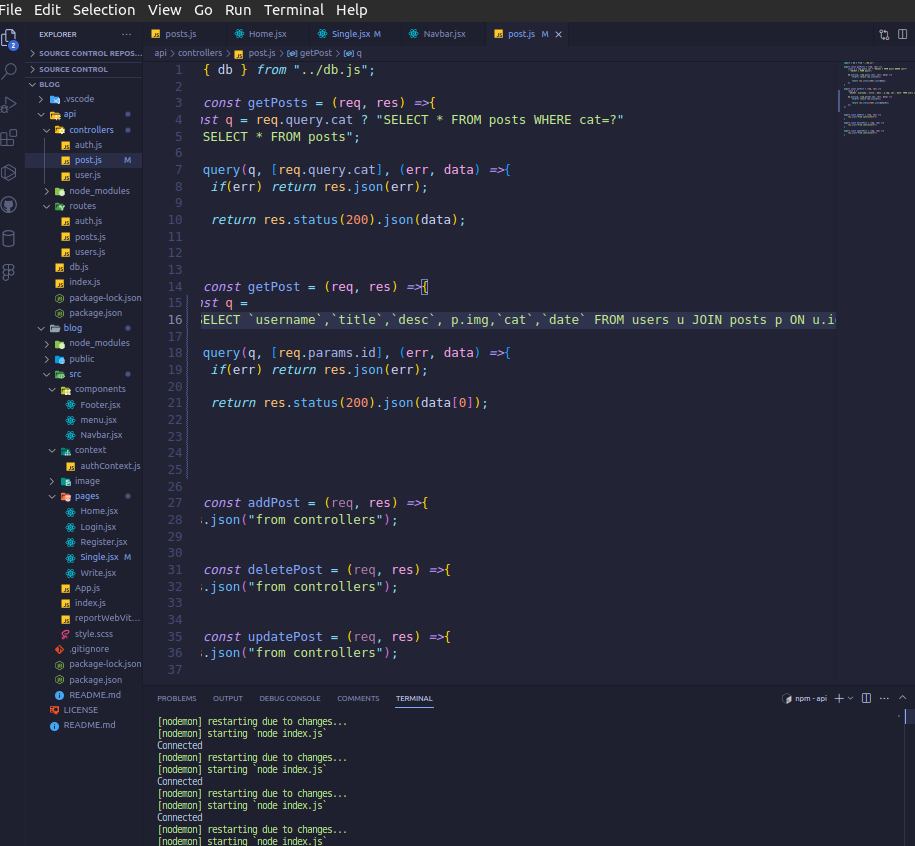 File Edit Selection View Go Run Terminal Help
EXPLORER ···
posts.js
Home.jsx
Single.jsx M
Navbar.jsx
post.js M
2
SOURCE CONTROL REPOS...
SOURCE CONTROL
BLOG
.vscode
api
controllers
auth.js
post.js M
user.js
node_modules
routes
auth.js
posts.js
users.js
db.js
index.js
package-lock.json
package.json
blog
node_modules
public
src
components
Footer.jsx
menu.jsx
Navbar.jsx
context
authContext.js
image
pages
Home.jsx
Login.jsx
Register.jsx
Single.jsx M
Write.jsx
App.js
index.js
reportWebVit...
style.scss
.gitignore
package-lock.json
package.json
README.md
LICENSE
README.md
api > controllers > post.js > getPost > q
1 { db } from "../db.js";
2
3 const getPosts = (req, res) =>{
4 nst q = req.query.cat ? "SELECT * FROM posts WHERE cat=?"
5 SELECT * FROM posts";
6
7 query(q, [req.query.cat], (err, data) =>{
8 if(err) return res.json(err);
9
10 return res.status(200).json(data);
11
12
13
14 const getPost = (req, res) =>{
15 nst q =
16 SELECT `username`,`title`,`desc`, p.img,`cat`,`date` FROM users u JOIN posts p ON u.i
17
18 query(q, [req.params.id], (err, data) =>{
19 if(err) return res.json(err);
20
21 return res.status(200).json(data[0]);
22
23
24
25
26
27 const addPost = (req, res) =>{
28 s.json("from controllers");
29
30
31 const deletePost = (req, res) =>{
32 s.json("from controllers");
33
34
35 const updatePost = (req, res) =>{
36 s.json("from controllers");
37
PROBLEMS OUTPUT DEBUG CONSOLE COMMENTS TERMINAL
npm - api
[nodemon] restarting due to changes...
[nodemon] starting `node index.js`
Connected
[nodemon] restarting due to changes...
[nodemon] starting `node index.js`
Connected
[nodemon] restarting due to changes...
[nodemon] starting `node index.js`
Connected
[nodemon] restarting due to changes...
[nodemon] starting `node index.js`